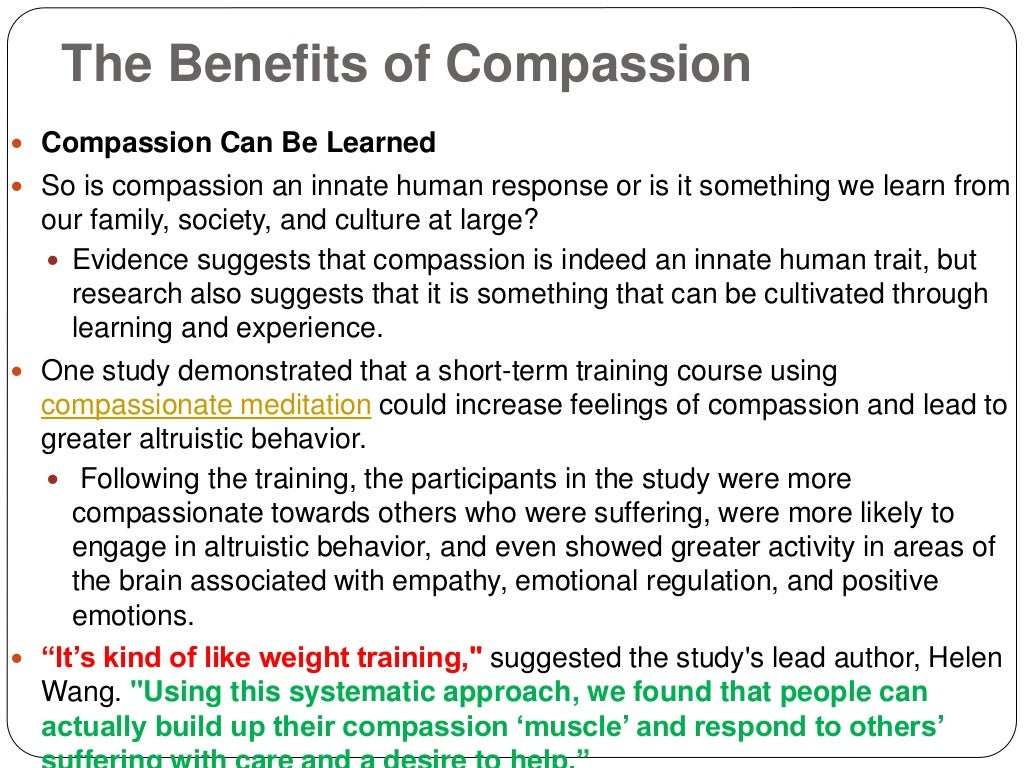 The Benefits of Compassion
• Compassion Can Be Learned
• So is compassion an innate human response or is it something we learn from
our family, society, and culture at large?
• Evidence suggests that compassion is indeed an innate human trait, but
research also suggests that it is something that can be cultivated through
learning and experience.
• One study demonstrated that a short-term training course using
compassionate meditation could increase feelings of compassion and lead to
greater altruistic behavior.
• Following the training, the participants in the study were more
compassionate towards others who were suffering, were more likely to
engage in altruistic behavior, and even showed greater activity in areas of
the brain associated with empathy, emotional regulation, and positive
emotions.
• “It’s kind of like weight training," suggested the study's lead author, Helen
Wang. "Using this systematic approach, we found that people can
actually build up their compassion ‘muscle’ and respond to others’
suffering with care and a desire to help.”